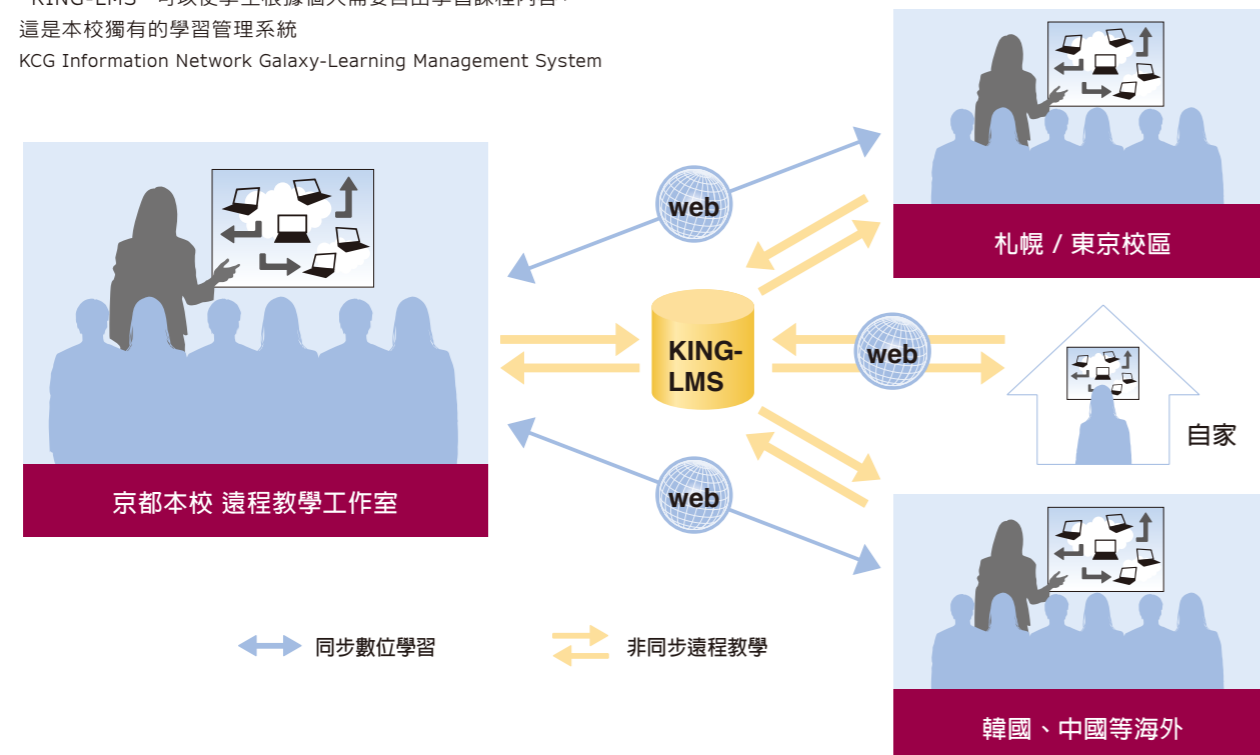 這是本校獨有的學習管理系統
KCG Information Network Galaxy-Learning Management System
web
札幌 / 東京校區
KING-
LMS
web
自家
京都本校 遠程教學工作室
web
同步數位學習
非同步遠程教學
韓國、中國等海外